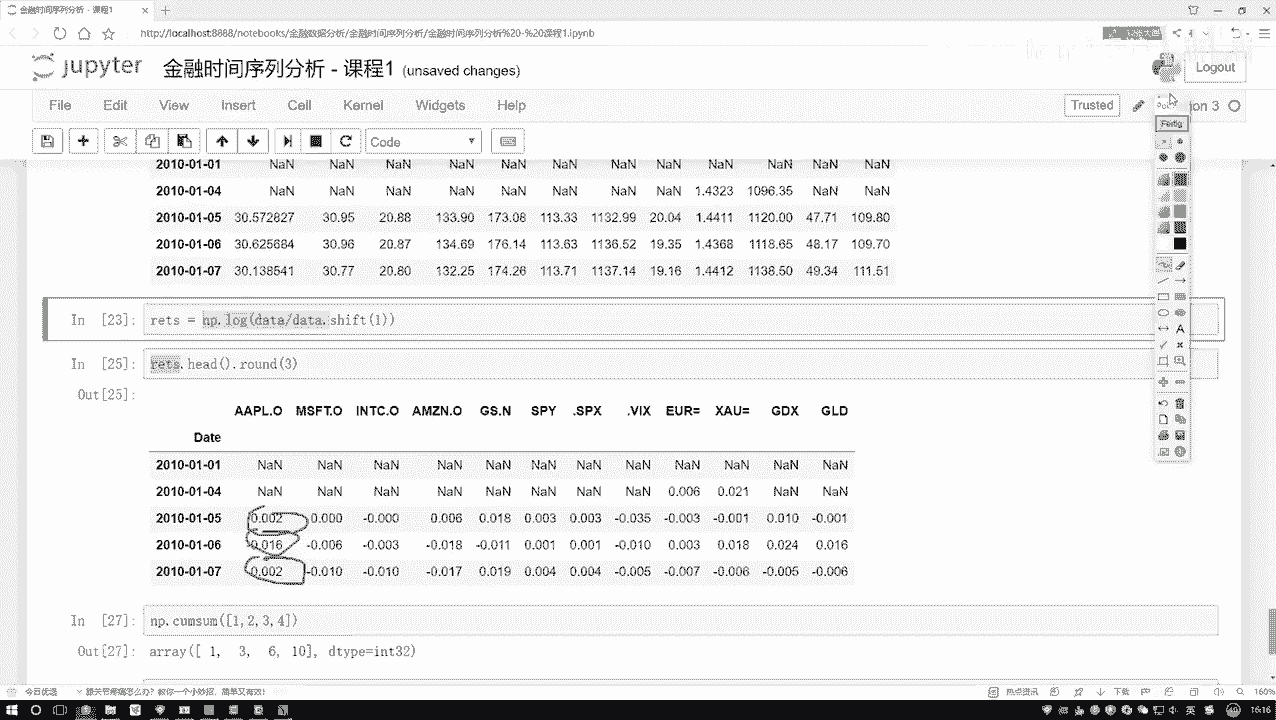 金融时间序列分析 - 课程1
http://localhost:8888/notebooks/金融数据分析/金融时间序列分析/金融时间序列分析%20-%20课程1.ipynb
jupyter 金融时间序列分析 - 课程1 (unsaved changes)
Logout
File Edit View Insert Cell Kernel Widgets Help Trusted on 3
Code
Fertig
2010-01-01 NaN NaN NaN NaN NaN NaN NaN NaN NaN NaN NaN NaN
2010-01-04 NaN NaN NaN NaN NaN NaN NaN NaN 1.4323 1096.35 NaN NaN
2010-01-05 30.572827 30.95 20.88 133.90 173.08 113.33 1132.99 20.04 1.4411 1120.00 47.71 109.80
2010-01-06 30.625684 30.96 20.87 134.69 176.14 113.63 1136.52 19.35 1.4368 1118.65 48.17 109.70
2010-01-07 30.138541 30.77 20.80 132.25 174.26 113.71 1137.14 19.16 1.4412 1138.50 49.34 111.51
In [23]: rets = np.log(data/data.shift(1))
In [25]: rets.head().round(3)
Out[25]:
AAPL.O MSFT.O INTC.O AMZN.O GS.N SPY .SPX .VIX EUR= XAU= GDX GLD
Date
2010-01-01 NaN NaN NaN NaN NaN NaN NaN NaN NaN NaN NaN NaN
2010-01-04 NaN NaN NaN NaN NaN NaN NaN NaN 0.006 0.021 NaN NaN
2010-01-05 0.002 0.000 -0.000 0.006 0.018 0.003 0.003 -0.035 -0.003 -0.001 0.010 -0.001
2010-01-06 -0.016 -0.006 -0.003 -0.018 -0.011 0.001 0.001 -0.010 0.003 0.018 0.024 0.016
2010-01-07 -0.002 -0.010 -0.010 -0.017 0.019 0.004 0.004 -0.005 -0.007 -0.006 -0.005 -0.006
In [27]: np.cumsum([1,2,3,4])
Out[27]: array([ 1, 3, 6, 10], dtype=int32)
今日优选
热点资讯 下载 160%
英 16:16